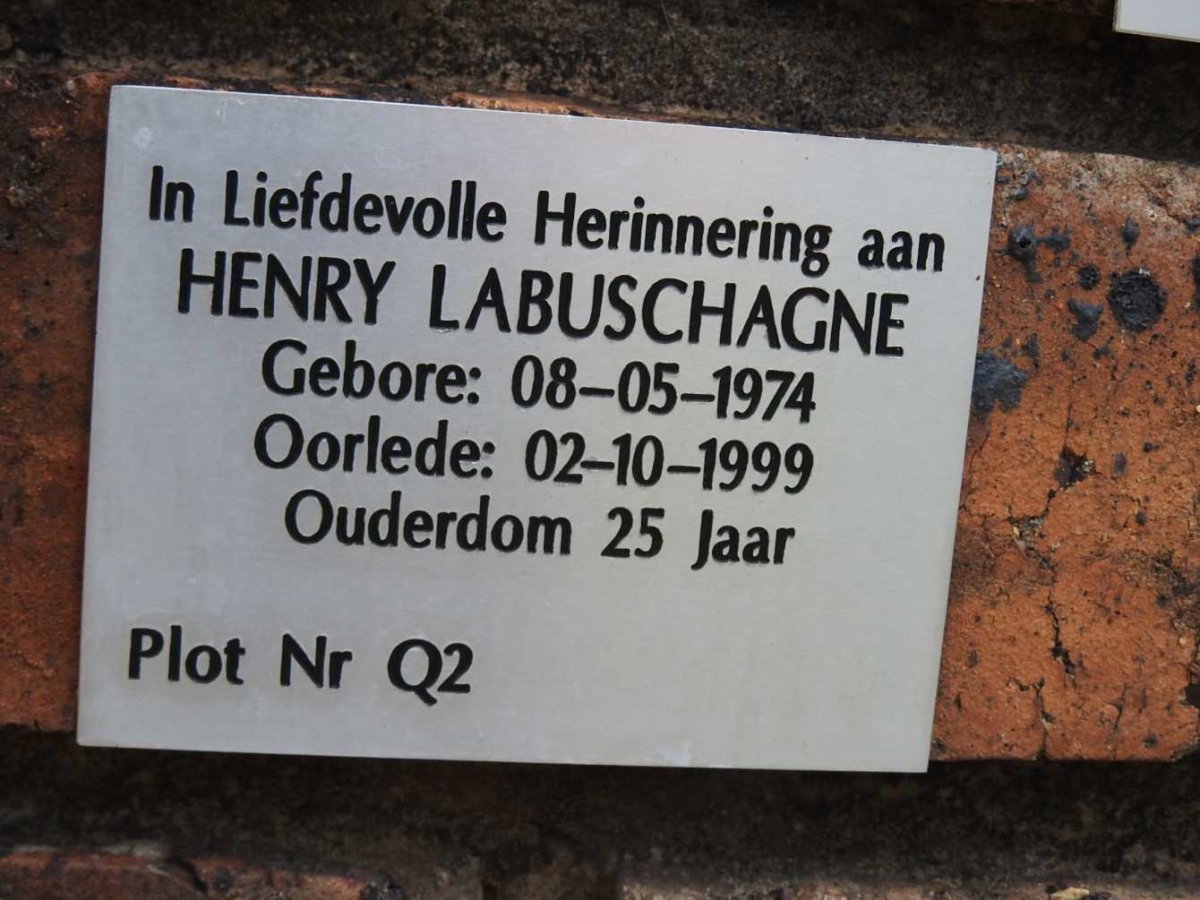 In Liefdevolle Herinnering aan
HENRY LABUSCHAGNE
Gebore: 08-05-1974
Oorlede: 02-10-1999
Ouderdom 25 Jaar
Plot Nr Q2